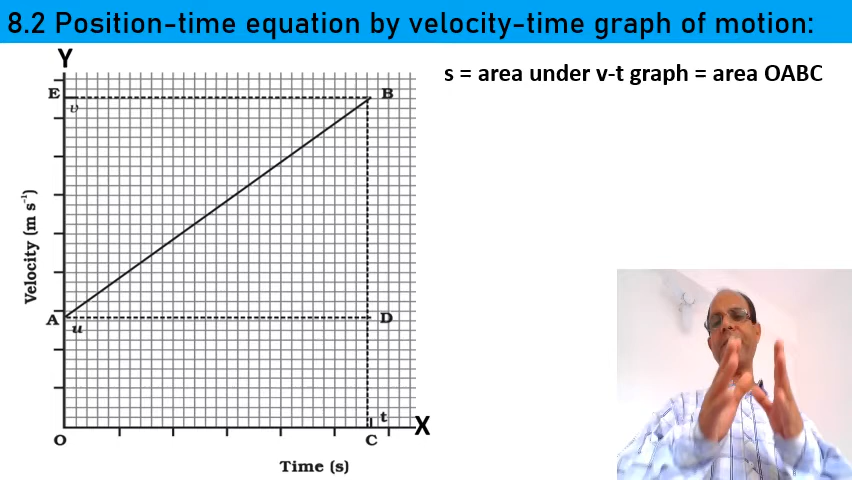 8.2 Position-time equation by velocity-time graph of motion:
Y
s = area under v-t graph = area OABC
E
v
B
Velocity (m s⁻¹)
A
u
D
t
X
O
C
Time (s)